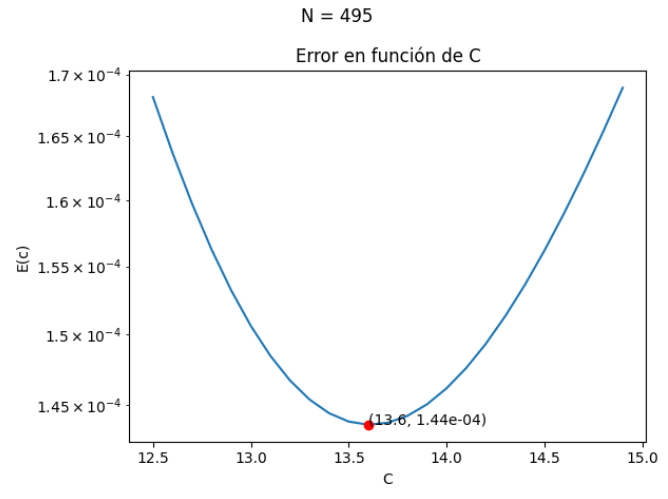 N = 495
Error en función de C
1.7 × 10⁻⁴
1.65 × 10⁻⁴
1.6 × 10⁻⁴
1.55 × 10⁻⁴
1.5 × 10⁻⁴
1.45 × 10⁻⁴
E(c)
(13.6, 1.44e-04)
12.5 13.0 13.5 14.0 14.5 15.0
C